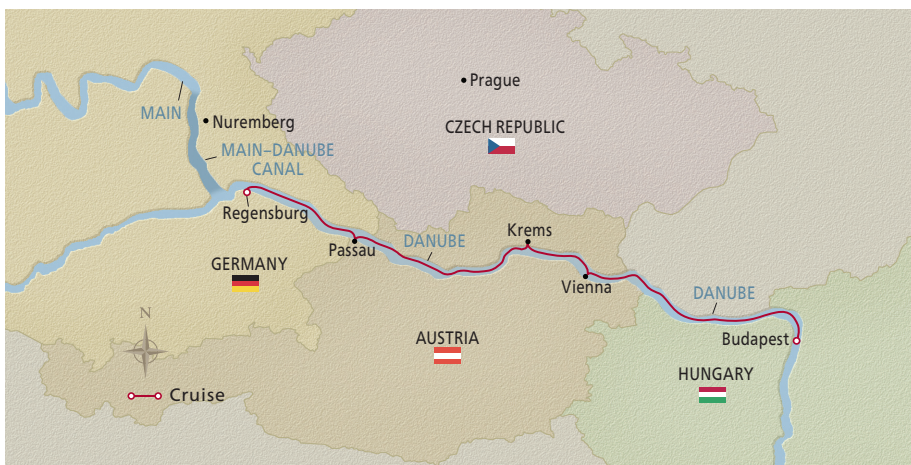 Prague
MAIN
Nuremberg
CZECH REPUBLIC
MAIN–DANUBE
CANAL
Regensburg
Krems
Passau
DANUBE
GERMANY
Vienna
DANUBE
N
AUSTRIA
Budapest
HUNGARY
Cruise